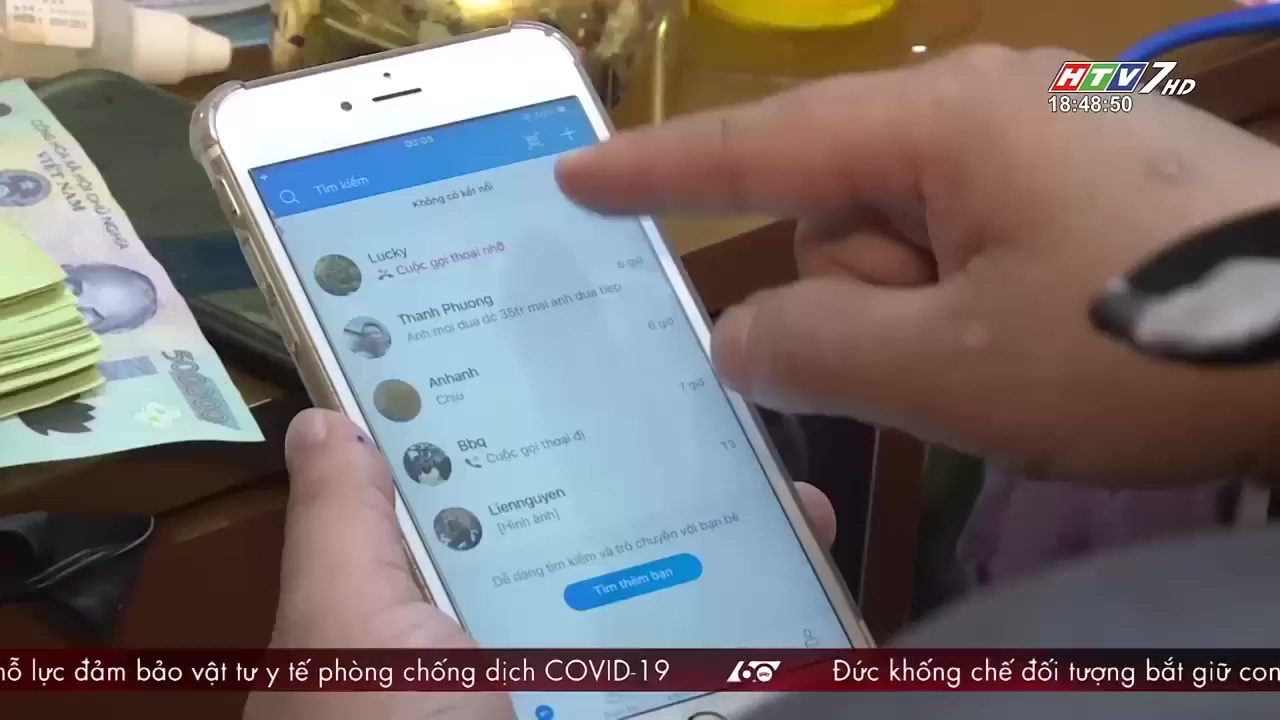 HTV7 HD
18:48:50
CỘNG HÒA XÃ HỘI CHỦ NGHĨA
VIỆT NAM
500000
00:05
Tìm kiếm
Không có kết nối
Lucky
Cuộc gọi thoại nhỡ
6 giờ
Thanh Phuong
Anh moi dua dc 35tr mai anh dua tiep
6 giờ
Anhanh
Chịu
7 giờ
Bbq
Cuộc gọi thoại đi
T3
Liennguyen
[Hình ảnh]
Dễ dàng tìm kiếm và trò chuyện với bạn bè
Tìm thêm bạn
hỗ lực đảm bảo vật tư y tế phòng chống dịch COVID-19 60 giây Đức khống chế đối tượng bắt giữ con